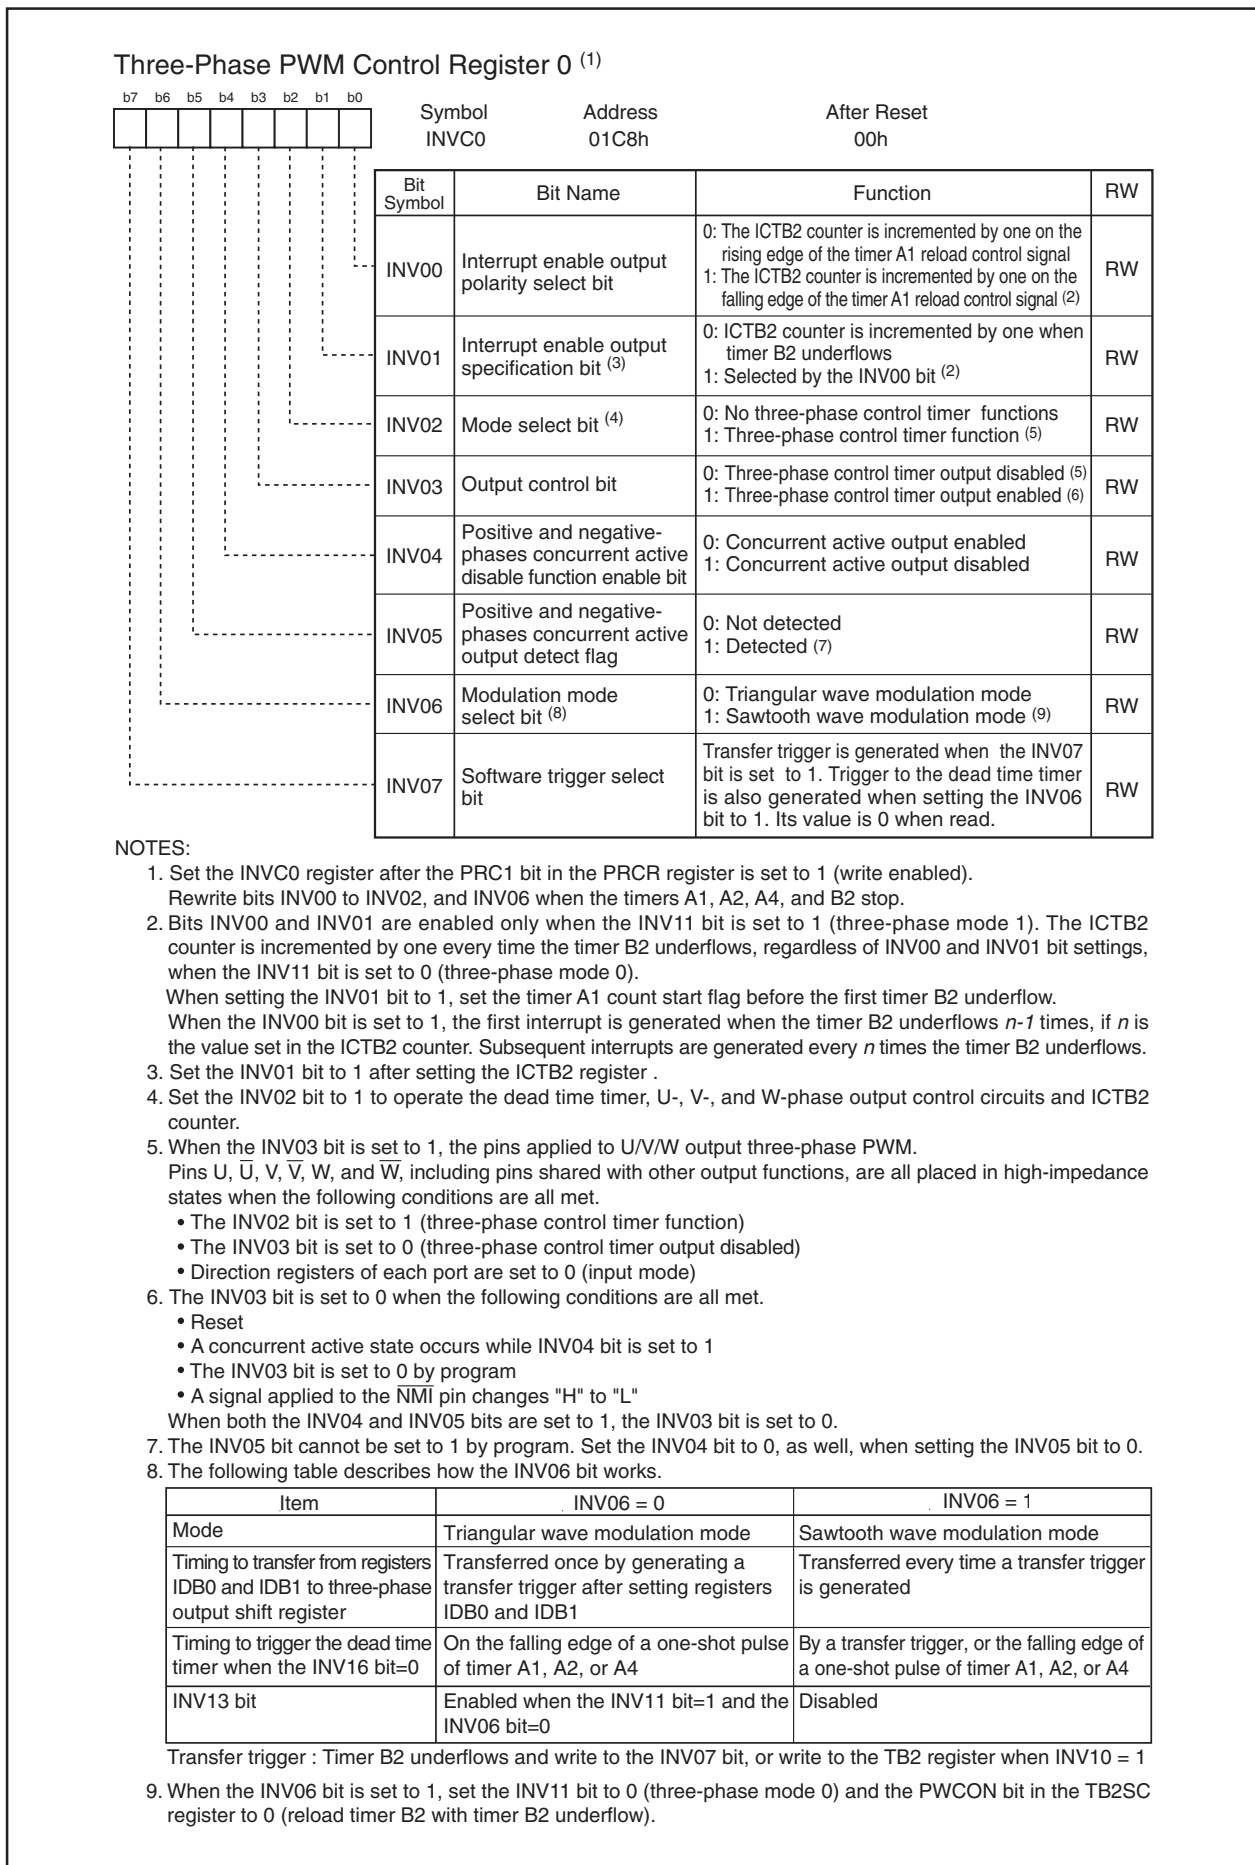 Three-Phase PWM Control Register 0 (1)
b7 b6 b5 b4 b3 b2 b1 b0
Symbol Address After Reset
INVC0 01C8h 00h
Bit Symbol Bit Name Function RW
INV00
Interrupt enable output
polarity select bit
0: The ICTB2 counter is incremented by one on the
rising edge of the timer A1 reload control signal
1: The ICTB2 counter is incremented by one on the
falling edge of the timer A1 reload control signal (2)
RW
INV01
Interrupt enable output
specification bit (3)
0: ICTB2 counter is incremented by one when
timer B2 underflows
1: Selected by the INV00 bit (2)
RW
INV02
Mode select bit (4)
0: No three-phase control timer functions
1: Three-phase control timer function (5)
RW
INV03
Output control bit
0: Three-phase control timer output disabled (5)
1: Three-phase control timer output enabled (6)
RW
INV04
Positive and negative-
phases concurrent active
disable function enable bit
0: Concurrent active output enabled
1: Concurrent active output disabled
RW
INV05
Positive and negative-
phases concurrent active
output detect flag
0: Not detected
1: Detected (7)
RW
INV06
Modulation mode
select bit (8)
0: Triangular wave modulation mode
1: Sawtooth wave modulation mode (9)
RW
INV07
Software trigger select
bit
Transfer trigger is generated when the INV07
bit is set to 1. Trigger to the dead time timer
is also generated when setting the INV06
bit to 1. Its value is 0 when read.
RW
NOTES:
1. Set the INVC0 register after the PRC1 bit in the PRCR register is set to 1 (write enabled).
Rewrite bits INV00 to INV02, and INV06 when the timers A1, A2, A4, and B2 stop.
2. Bits INV00 and INV01 are enabled only when the INV11 bit is set to 1 (three-phase mode 1). The ICTB2
counter is incremented by one every time the timer B2 underflows, regardless of INV00 and INV01 bit settings,
when the INV11 bit is set to 0 (three-phase mode 0).
When setting the INV01 bit to 1, set the timer A1 count start flag before the first timer B2 underflow.
When the INV00 bit is set to 1, the first interrupt is generated when the timer B2 underflows n-1 times, if n is
the value set in the ICTB2 counter. Subsequent interrupts are generated every n times the timer B2 underflows.
3. Set the INV01 bit to 1 after setting the ICTB2 register .
4. Set the INV02 bit to 1 to operate the dead time timer, U-, V-, and W-phase output control circuits and ICTB2
counter.
5. When the INV03 bit is set to 1, the pins applied to U/V/W output three-phase PWM.
Pins U, U̅, V, V̅, W, and W̅, including pins shared with other output functions, are all placed in high-impedance
states when the following conditions are all met.
• The INV02 bit is set to 1 (three-phase control timer function)
• The INV03 bit is set to 0 (three-phase control timer output disabled)
• Direction registers of each port are set to 0 (input mode)
6. The INV03 bit is set to 0 when the following conditions are all met.
• Reset
• A concurrent active state occurs while INV04 bit is set to 1
• The INV03 bit is set to 0 by program
• A signal applied to the N̅M̅I̅ pin changes "H" to "L"
When both the INV04 and INV05 bits are set to 1, the INV03 bit is set to 0.
7. The INV05 bit cannot be set to 1 by program. Set the INV04 bit to 0, as well, when setting the INV05 bit to 0.
8. The following table describes how the INV06 bit works.
Item INV06 = 0 INV06 = 1
Mode Triangular wave modulation mode Sawtooth wave modulation mode
Timing to transfer from registers
IDB0 and IDB1 to three-phase
output shift register
Transferred once by generating a
transfer trigger after setting registers
IDB0 and IDB1
Transferred every time a transfer trigger
is generated
Timing to trigger the dead time
timer when the INV16 bit=0
On the falling edge of a one-shot pulse
of timer A1, A2, or A4
By a transfer trigger, or the falling edge of
a one-shot pulse of timer A1, A2, or A4
INV13 bit
Enabled when the INV11 bit=1 and the
INV06 bit=0
Disabled
Transfer trigger : Timer B2 underflows and write to the INV07 bit, or write to the TB2 register when INV10 = 1
9. When the INV06 bit is set to 1, set the INV11 bit to 0 (three-phase mode 0) and the PWCON bit in the TB2SC
register to 0 (reload timer B2 with timer B2 underflow).